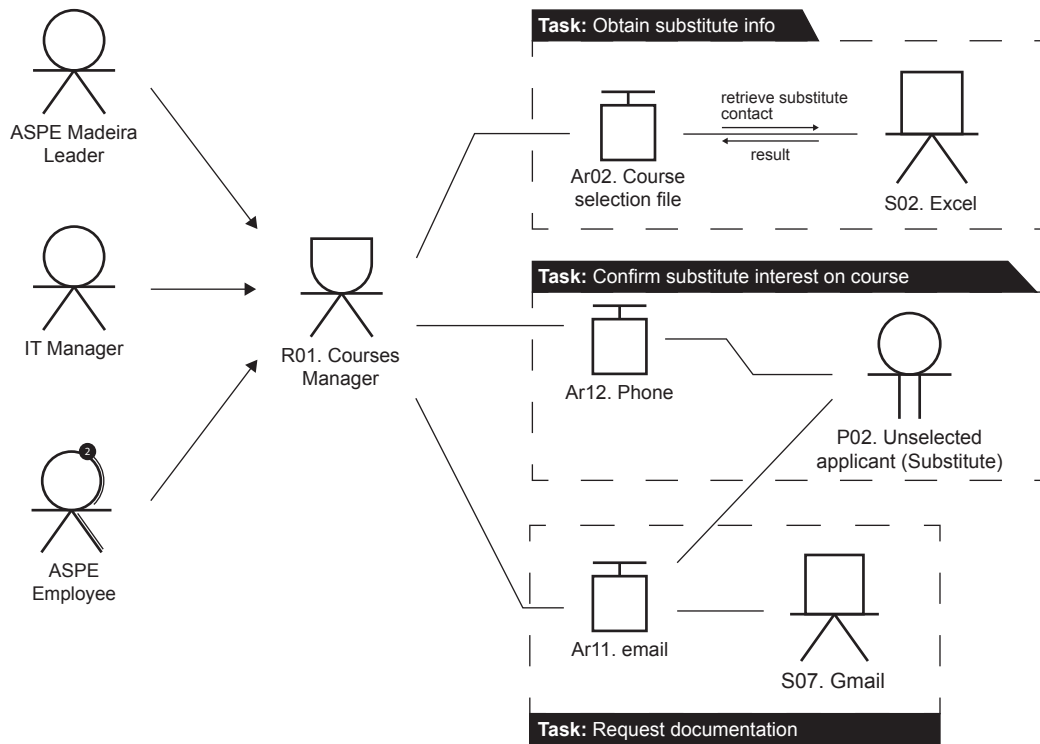 Task: Obtain substitute info
ASPE Madeira
Leader
retrieve substitute
contact
result
Ar02. Course
selection file
S02. Excel
IT Manager
R01. Courses
Manager
Task: Confirm substitute interest on course
Ar12. Phone
P02. Unselected
applicant (Substitute)
2
ASPE
Employee
Ar11. email
S07. Gmail
Task: Request documentation